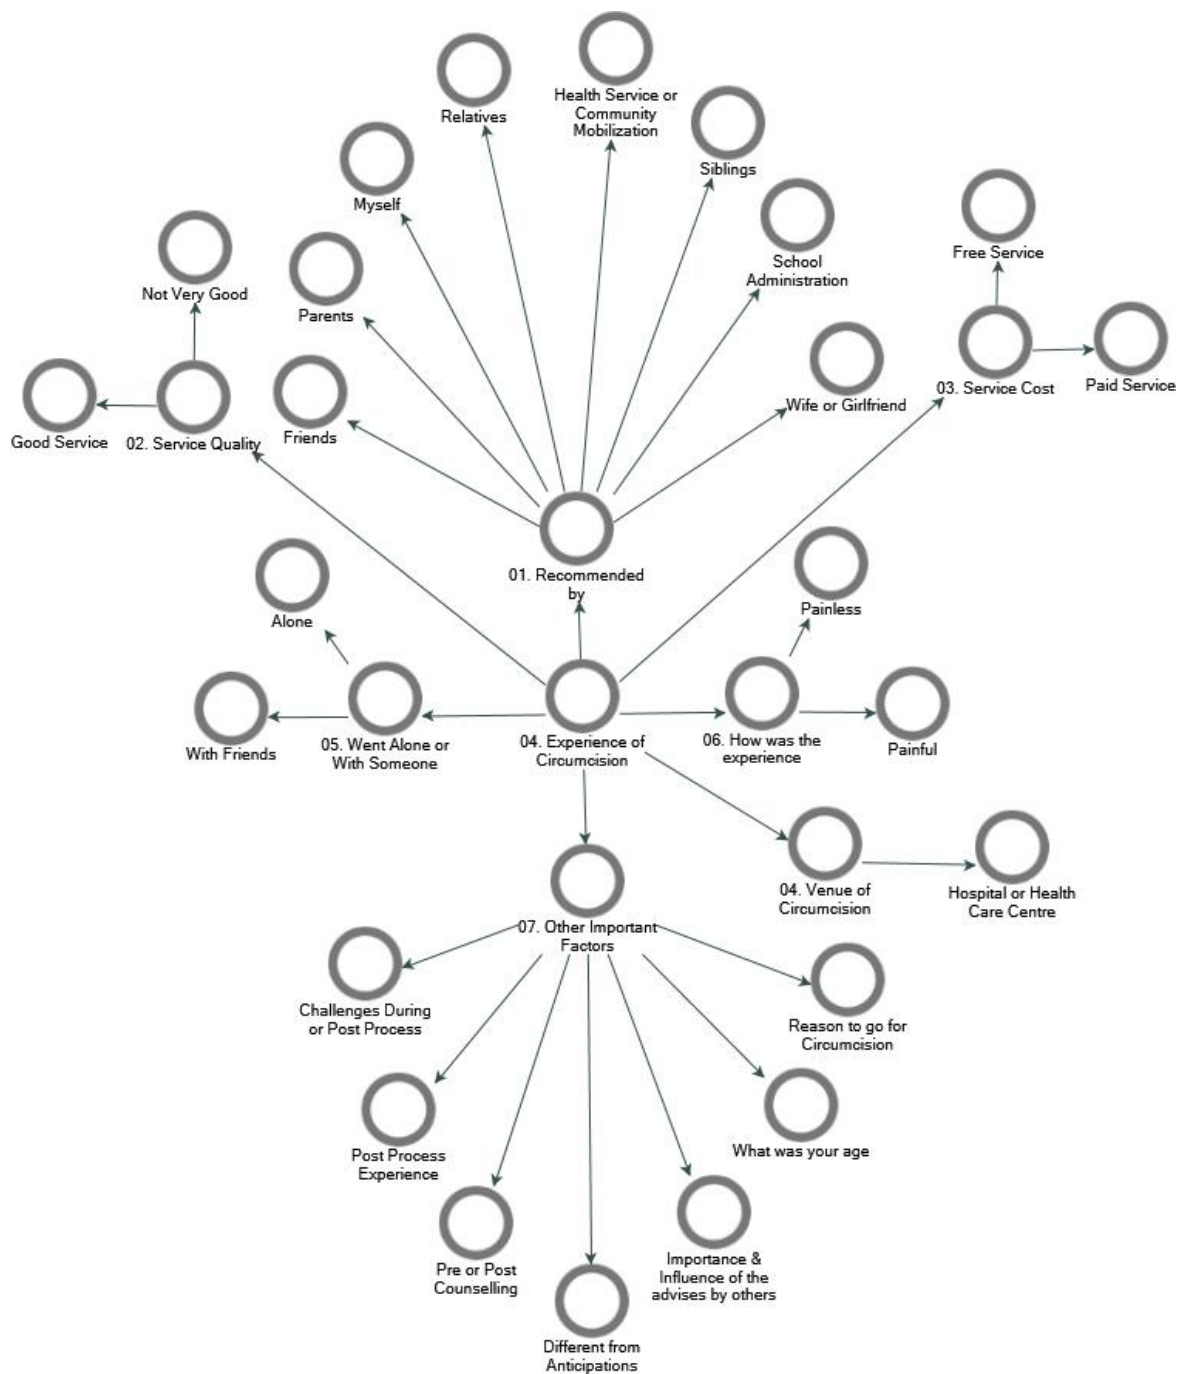 Relatives
Health Service or
Community
Mobilization
Siblings
Myself
School
Administration
Free Service
Not Very Good
Parents
Wife or Girlfriend
03. Service Cost
Paid Service
Good Service
02. Service Quality
Friends
01. Recommended
by
Alone
Painless
With Friends
05. Went Alone or
With Someone
04. Experience of
Circumcision
06. How was the
experience
Painful
04. Venue of
Circumcision
Hospital or Health
Care Centre
07. Other Important
Factors
Challenges During
or Post Process
Reason to go for
Circumcision
Post Process
Experience
What was your age
Pre or Post
Counselling
Importance &
Influence of the
advises by others
Different from
Anticipations